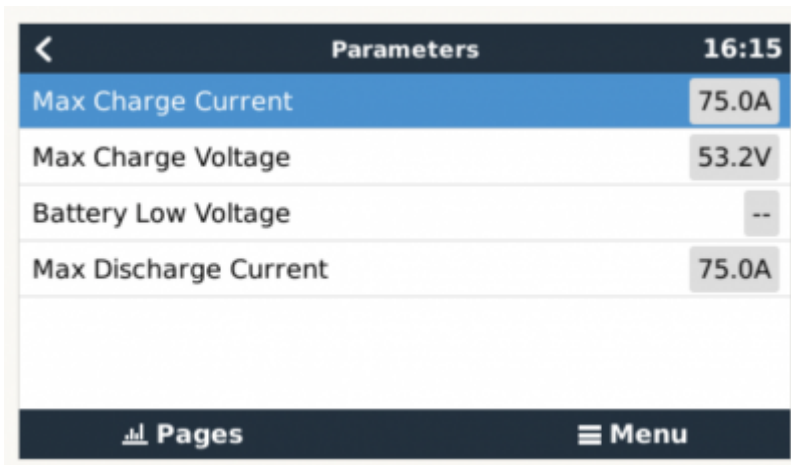 Parameters 16:15
Max Charge Current 75.0A
Max Charge Voltage 53.2V
Battery Low Voltage --
Max Discharge Current 75.0A
Pages Menu